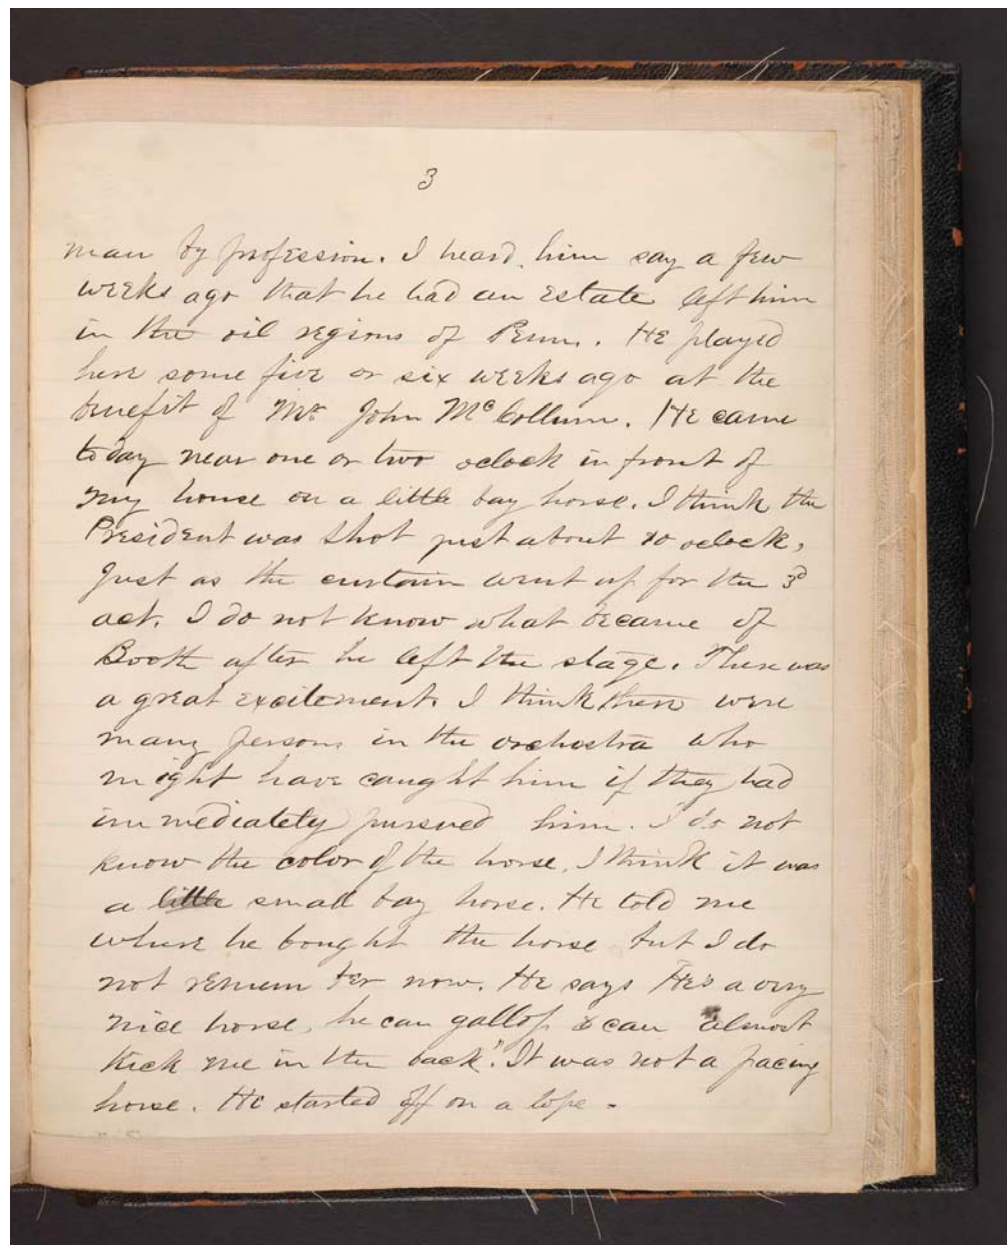 3
man by profession. I heard him say a few
weeks ago that he had an estate left him
in the oil regions of Penn. He played
here some five or six weeks ago at the
benefit of Mr. John McCollum. He came
today near one or two oclock in front of
my house on a little bay horse. I think the
President was shot just about 10 oclock,
just as the curtain went up for the 3d
act. I do not know what became of
Booth after he left the stage. There was
a great excitement. I think there were
many persons in the orchestra who
might have caught him if they had
immediately pursued him. I do not
know the color of the horse. I think it was
a little small bay horse. He told me
where he bought the horse but I do
not remember now. He says He's a very
nice horse, he can gallop & can almost
kick me in the back". It was not a pacing
horse. He started off on a lope -